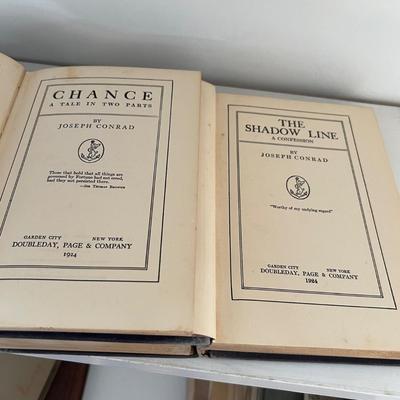 CHANCE
A TALE IN TWO PARTS
BY
JOSEPH CONRAD
Those that hold that all things are
governed by Fortune had not erred,
had they not persisted there.
—Sir Thomas Browne
GARDEN CITY NEW YORK
DOUBLEDAY, PAGE & COMPANY
1924
THE
SHADOW LINE
A CONFESSION
BY
JOSEPH CONRAD
"Worthy of my undying regard"
GARDEN CITY NEW YORK
DOUBLEDAY, PAGE & COMPANY
1924